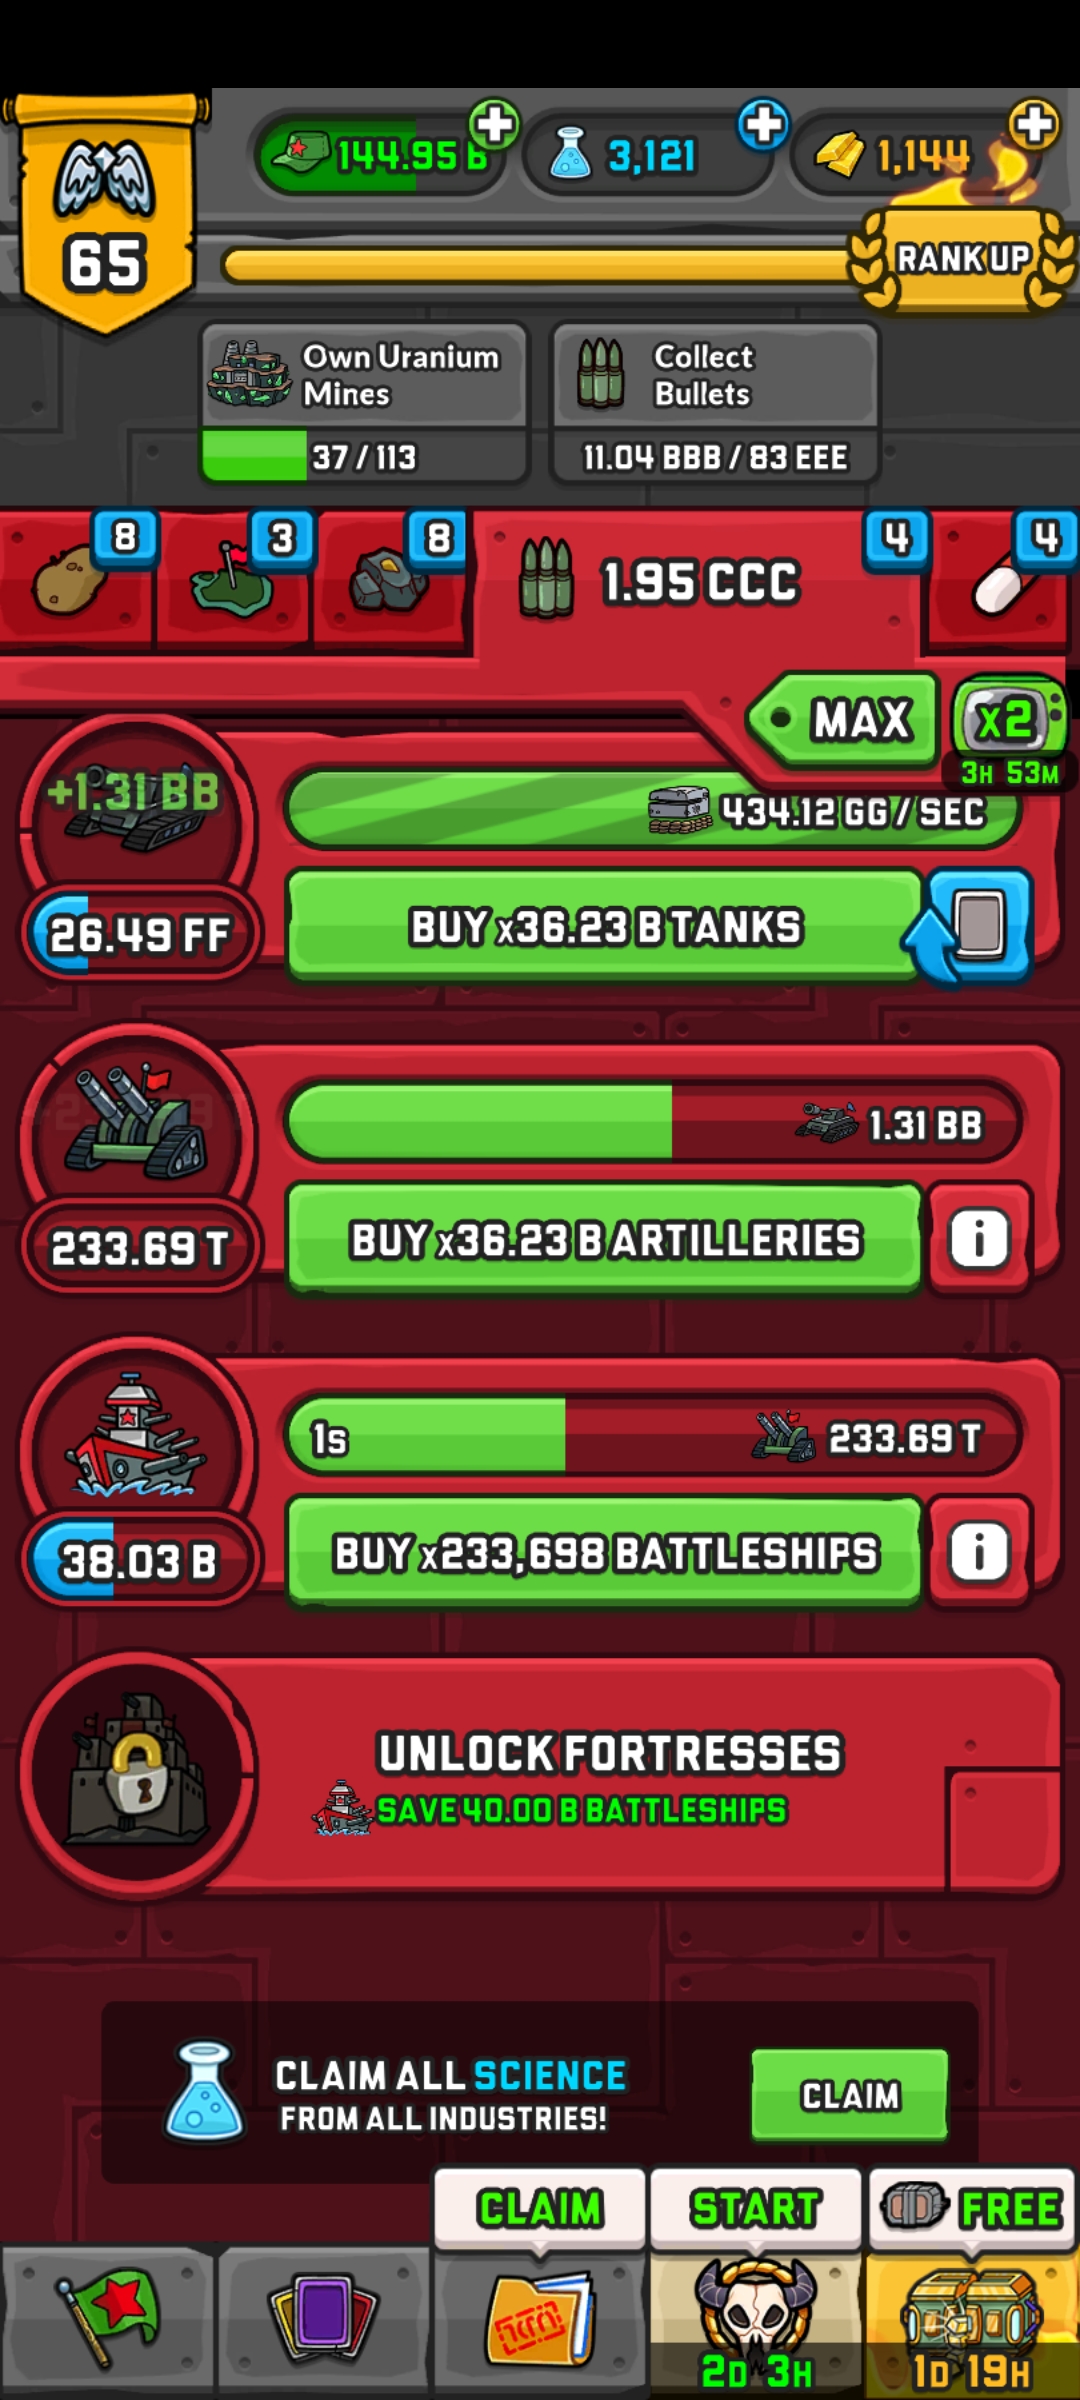 144.95 B
3,121
1,144
65
RANK UP
Own Uranium
Mines
37 / 113
Collect
Bullets
11.04 BBB / 83 EEE
8
3
8
1.95 CCC
4
4
MAX
x2
3H 53M
+1.31 BB
434.12 GG / SEC
26.49 FF
BUY x36.23 B TANKS
1.31 BB
233.69 T
BUY x36.23 B ARTILLERIES
i
1s
233.69 T
38.03 B
BUY x233,698 BATTLESHIPS
i
UNLOCK FORTRESSES
SAVE 40.00 B BATTLESHIPS
CLAIM ALL SCIENCE
FROM ALL INDUSTRIES!
CLAIM
CLAIM
START
FREE
2D 3H
1D 19H